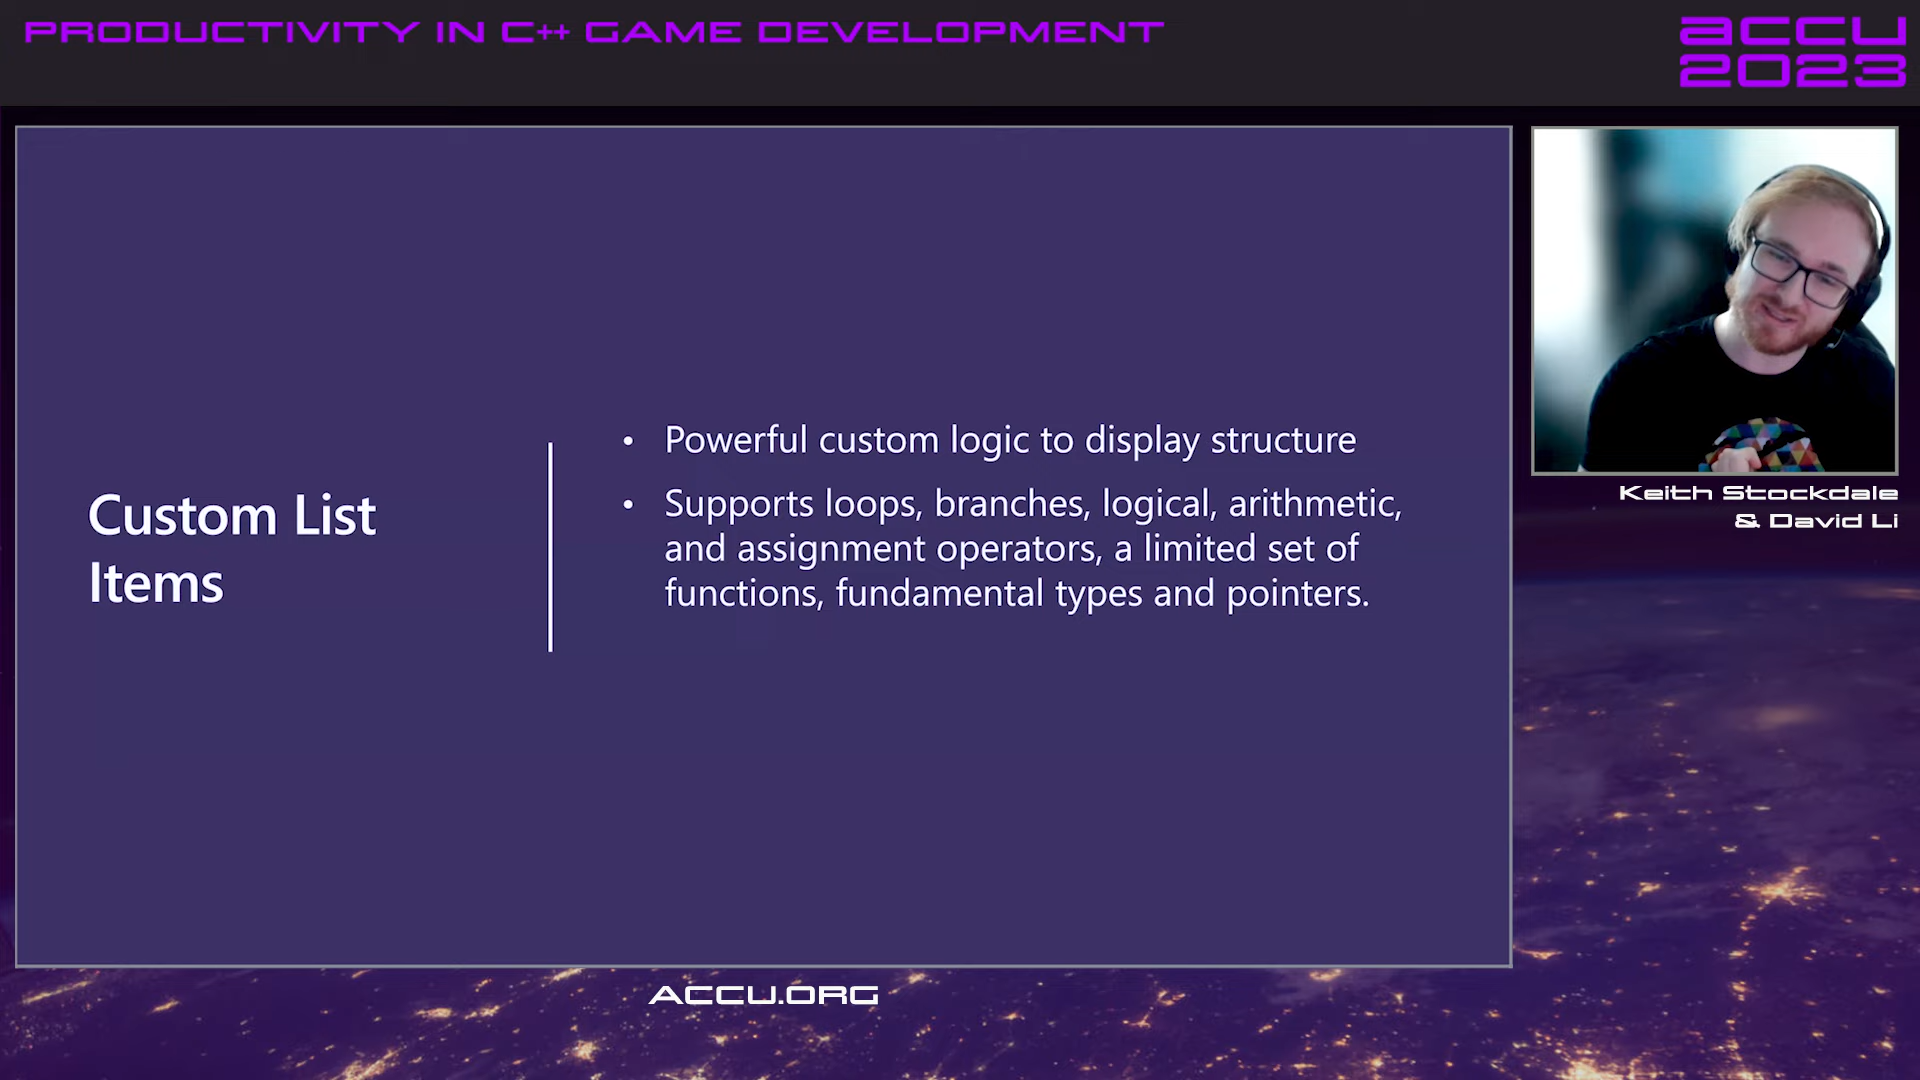 PRODUCTIVITY IN C++ GAME DEVELOPMENT
accu
2023
Custom List
Items
• Powerful custom logic to display structure
• Supports loops, branches, logical, arithmetic,
and assignment operators, a limited set of
functions, fundamental types and pointers.
Keith Stockdale
& David Li
ACCU.ORG